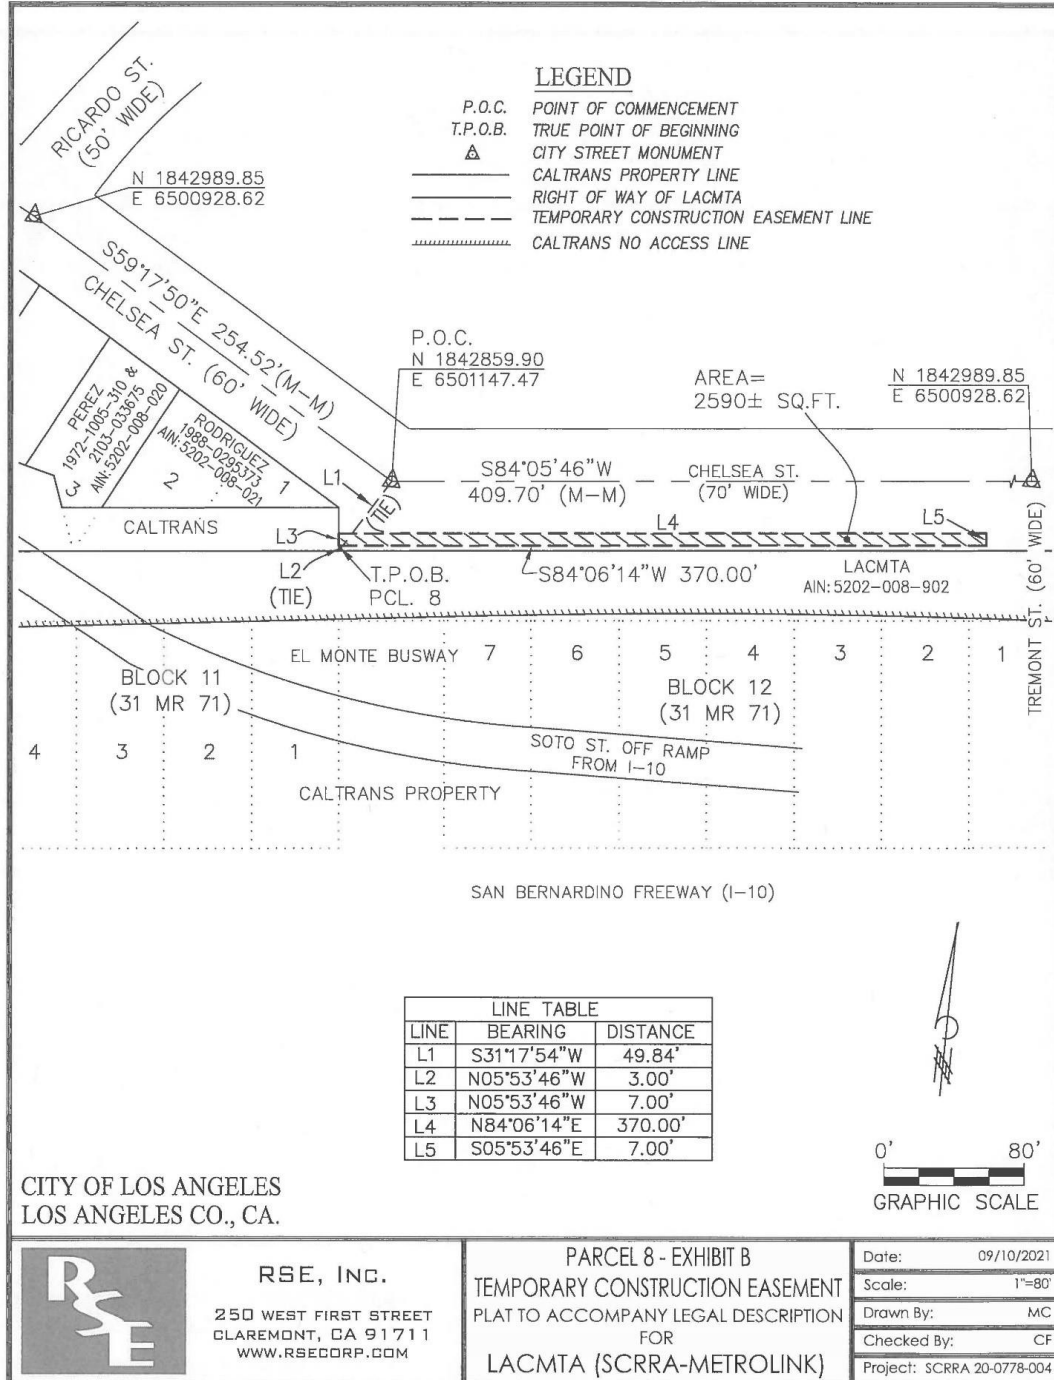 LEGEND
P.O.C. POINT OF COMMENCEMENT
T.P.O.B. TRUE POINT OF BEGINNING
CITY STREET MONUMENT
CALTRANS PROPERTY LINE
RIGHT OF WAY OF LACMTA
TEMPORARY CONSTRUCTION EASEMENT LINE
CALTRANS NO ACCESS LINE
RICARDO ST.
(50' WIDE)
N 1842989.85
E 6500928.62
S59°17'50"E 254.52'(M-M)
CHELSEA ST. (60' WIDE)
P.O.C.
N 1842859.90
E 6501147.47
AREA=
2590± SQ.FT.
N 1842989.85
E 6500928.62
PEREZ
1972-1005-310 &
2103-033675
AIN:5202-008-020
3
RODRIGUEZ
1988-0295373
AIN:5202-008-021
2
1
L1
(TIE)
S84°05'46"W
409.70' (M-M)
CHELSEA ST.
(70' WIDE)
CALTRANS
L3
L4
L5
L2
(TIE)
T.P.O.B.
PCL. 8
S84°06'14"W 370.00'
LACMTA
AIN:5202-008-902
TREMONT ST. (60' WIDE)
EL MONTE BUSWAY 7 6 5 4 3 2 1
BLOCK 11
(31 MR 71)
BLOCK 12
(31 MR 71)
4 3 2 1
SOTO ST. OFF RAMP
FROM I-10
CALTRANS PROPERTY
SAN BERNARDINO FREEWAY (I-10)
LINE TABLE
LINE BEARING DISTANCE
L1 S31°17'54"W 49.84'
L2 N05°53'46"W 3.00'
L3 N05°53'46"W 7.00'
L4 N84°06'14"E 370.00'
L5 S05°53'46"E 7.00'
0' 80'
GRAPHIC SCALE
CITY OF LOS ANGELES
LOS ANGELES CO., CA.
RSE
RSE, INC.
250 WEST FIRST STREET
CLAREMONT, CA 91711
WWW.RSECORP.COM
PARCEL 8 - EXHIBIT B
TEMPORARY CONSTRUCTION EASEMENT
PLAT TO ACCOMPANY LEGAL DESCRIPTION
FOR
LACMTA (SCRRA-METROLINK)
Date: 09/10/2021
Scale: 1"=80'
Drawn By: MC
Checked By: CF
Project: SCRRA 20-0778-004